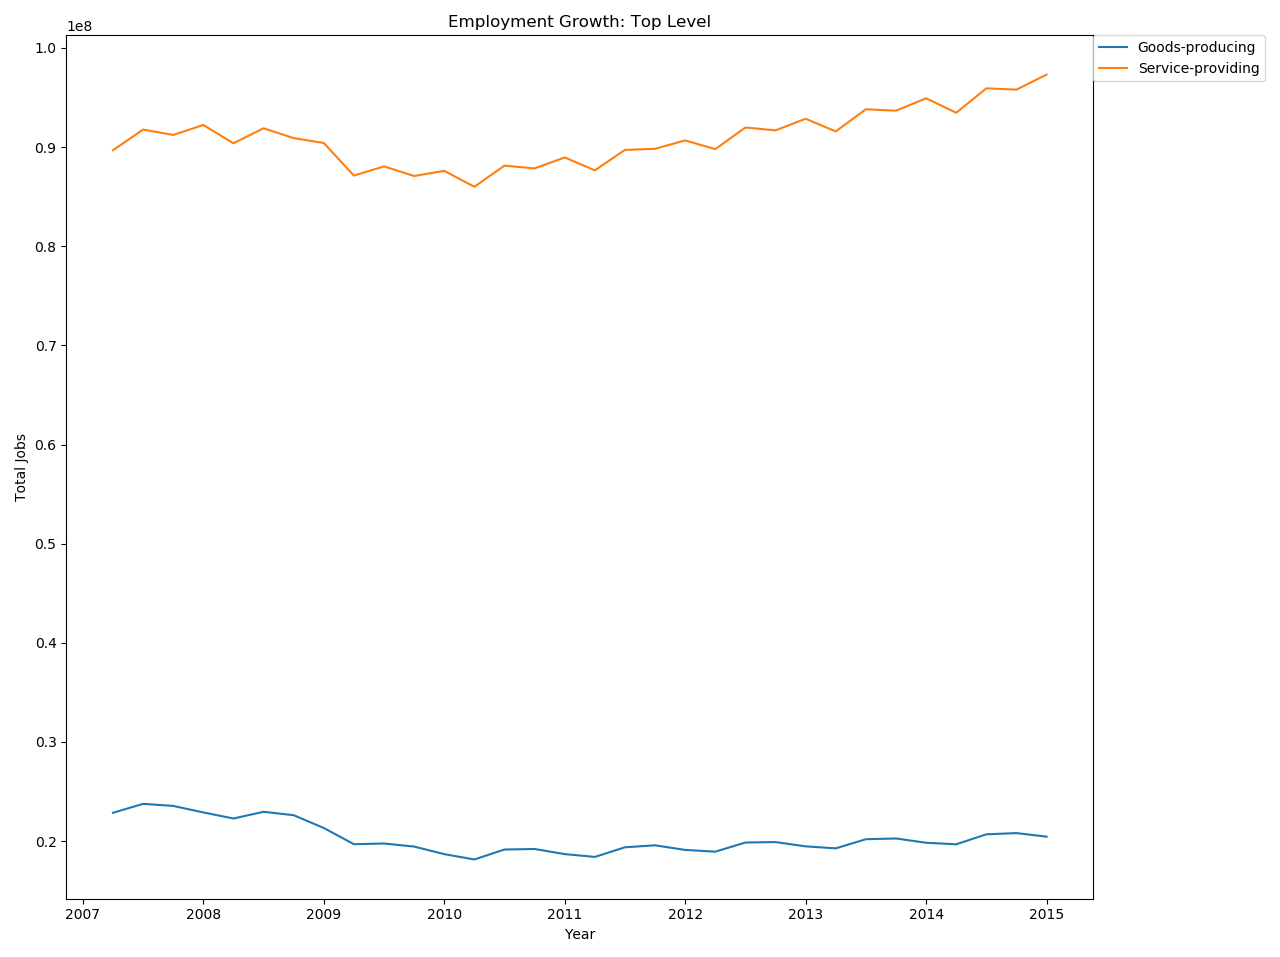 Employment Growth: Top Level
1e8
Goods-producing
Service-providing
1.0
0.9
0.8
0.7
0.6
0.5
0.4
0.3
0.2
Total Jobs
2007 2008 2009 2010 2011 2012 2013 2014 2015
Year